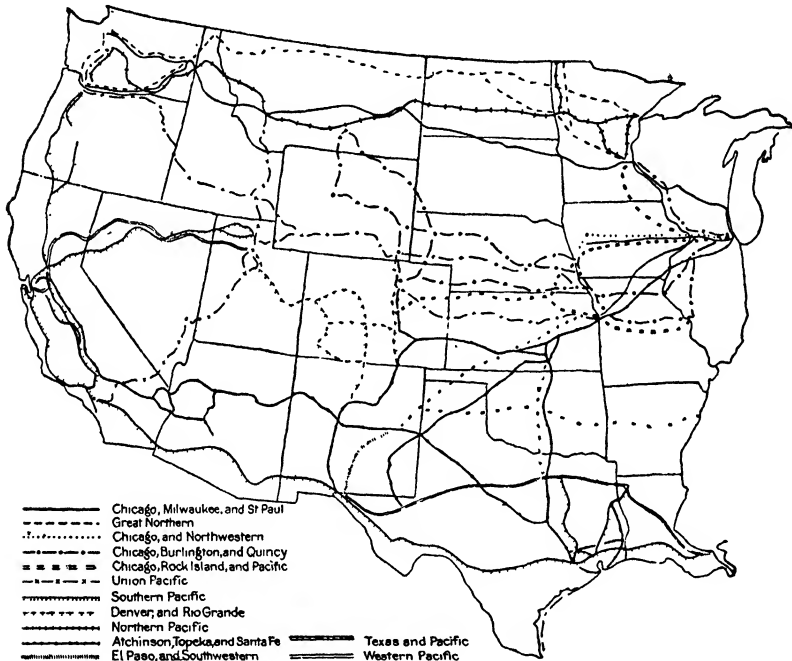 Chicago, Milwaukee, and St Paul
Great Northern
Chicago, and Northwestern
Chicago, Burlington, and Quincy
Chicago, Rock Island, and Pacific
Union Pacific
Southern Pacific
Denver, and Rio Grande
Northern Pacific
Atchinson, Topeka, and Santa Fe
El Paso, and Southwestern
Texas and Pacific
Western Pacific